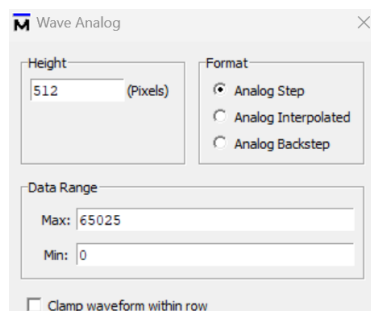 Wave Analog
Height
512 (Pixels)
Format
Analog Step
Analog Interpolated
Analog Backstep
Data Range
Max: 65025
Min: 0
Clamp waveform within row